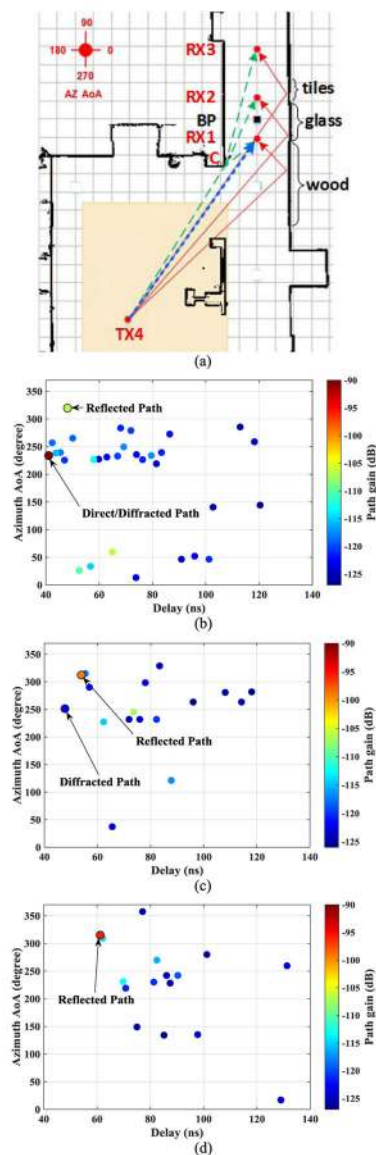 90
180 0
270
AZ AoA
RX3
RX2
BP
RX1
C
tiles
glass
wood
TX4
(a)
350
300
250
200
150
100
50
0
Azimuth AoA (degree)
Reflected Path
Direct/Diffracted Path
40 60 80 100 120 140
Delay (ns)
-90
-95
-100
-105
-110
-115
-120
-125
Path gain (dB)
(b)
350
300
250
200
150
100
50
0
Azimuth AoA (degree)
Reflected Path
Diffracted Path
40 60 80 100 120 140
Delay (ns)
-90
-95
-100
-105
-110
-115
-120
-125
Path gain (dB)
(c)
350
300
250
200
150
100
50
0
Azimuth AoA (degree)
Reflected Path
40 60 80 100 120 140
Delay (ns)
-90
-95
-100
-105
-110
-115
-120
-125
Path gain (dB)
(d)